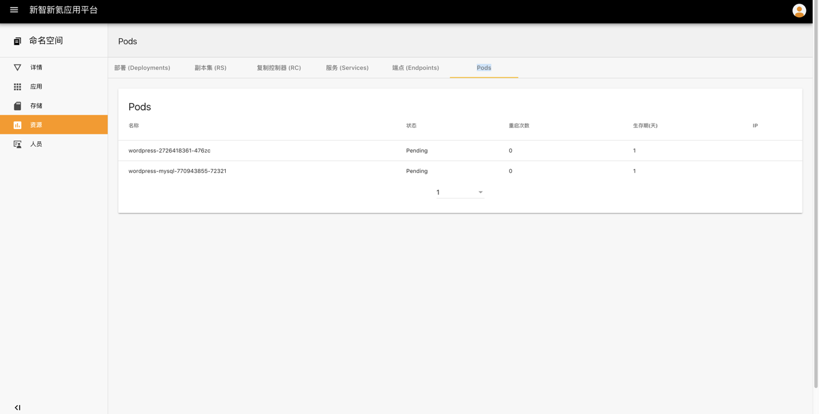 新智新氦应用平台
命名空间
Pods
详情
应用
存储
资源
人员
部署 (Deployments) 副本集 (RS) 复制控制器 (RC) 服务 (Services) 端点 (Endpoints) Pods
Pods
名称 状态 重启次数 生存期(天) IP
wordpress-2726418361-476zc Pending 0 1
wordpress-mysql-770943855-72321 Pending 0 1
1